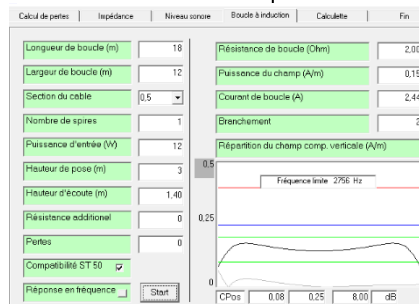 Calcul de pertes Impédance Niveau sonore Boucle à induction Calculette Fin
Longueur de boucle (m) 18
Largeur de boucle (m) 12
Section du cable 0,5
Nombre de spires 1
Puissance d'entrée (W) 12
Hauteur de pose (m) 3
Hauteur d'écoute (m) 1,40
Résistance additionel 0
Pertes 0
Compatibilité ST 50
Réponse en fréquence Start
Résistance de boucle (Ohm) 2,00
Puissance du champ (A/m) 0,15
Courant de boucle (A) 2,44
Branchement 2
Répartition du champ comp. verticale (A/m)
0.5
Fréquence limite 2756 Hz
0,25
0
CPos 0.08 0.25 8.00 dB